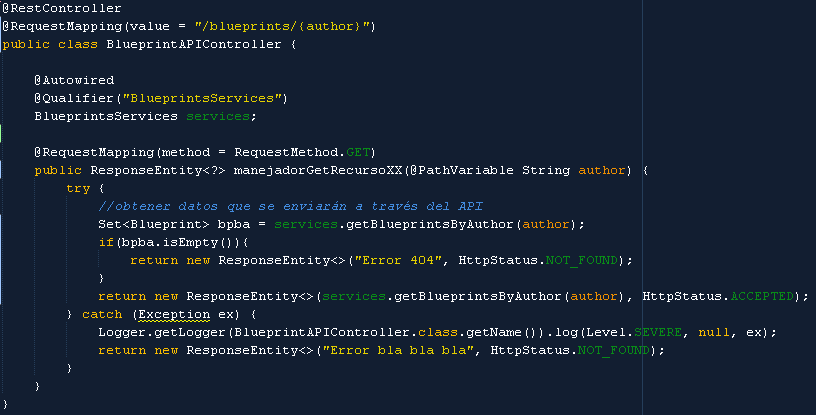 @RestController
@RequestMapping(value = "/blueprints/{author}")
public class BlueprintAPIController {
@Autowired
@Qualifier("BlueprintsServices")
BlueprintsServices services;
@RequestMapping(method = RequestMethod.GET)
public ResponseEntity<?> manejadorGetRecursoXX(@PathVariable String author) {
try {
//obtener datos que se enviarán a través del API
Set<Blueprint> bpba = services.getBlueprintsByAuthor(author);
if(bpba.isEmpty()){
return new ResponseEntity<>("Error 404", HttpStatus.NOT_FOUND);
}
return new ResponseEntity<>(services.getBlueprintsByAuthor(author), HttpStatus.ACCEPTED);
} catch (Exception ex) {
Logger.getLogger(BlueprintAPIController.class.getName()).log(Level.SEVERE, null, ex);
return new ResponseEntity<>("Error bla bla bla", HttpStatus.NOT_FOUND);
}
}
}